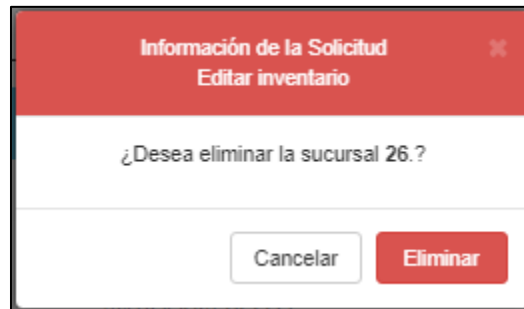 Información de la Solicitud
Editar inventario
¿Desea eliminar la sucursal 26.?
Cancelar Eliminar